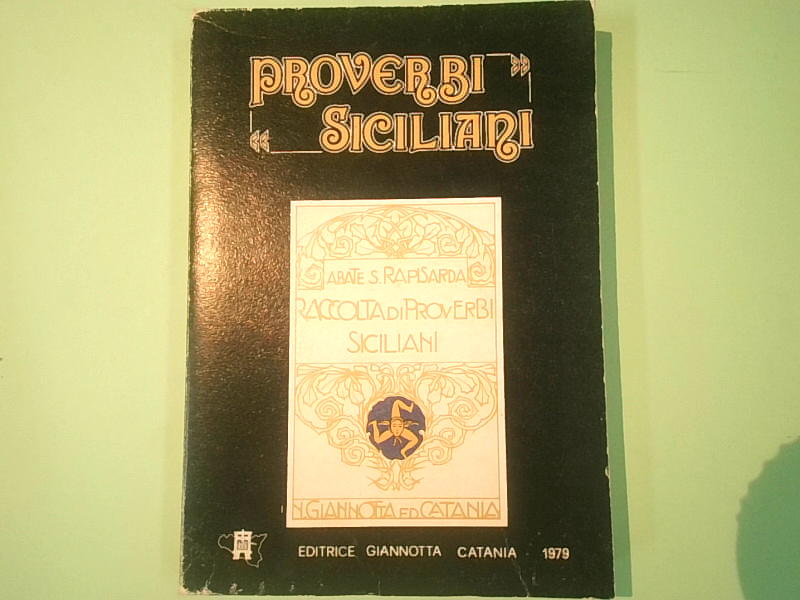 PROVERBI »
« SICILIANI
ABATE S. RAPISARDA
RACCOLTA DI PROVERBI
SICILIANI
N. GIANNOTTA ED CATANIA
EDITRICE GIANNOTTA CATANIA 1979